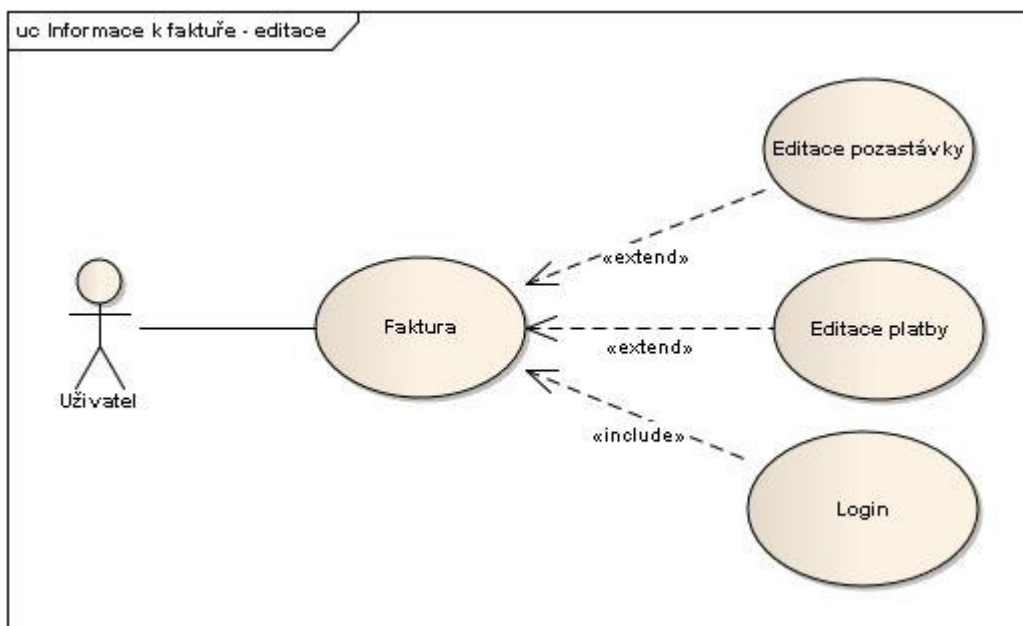 uc Informace k faktuře - editace
Editace pozastávky
«extend»
Faktura
Editace platby
«extend»
Uživatel
«include»
Login